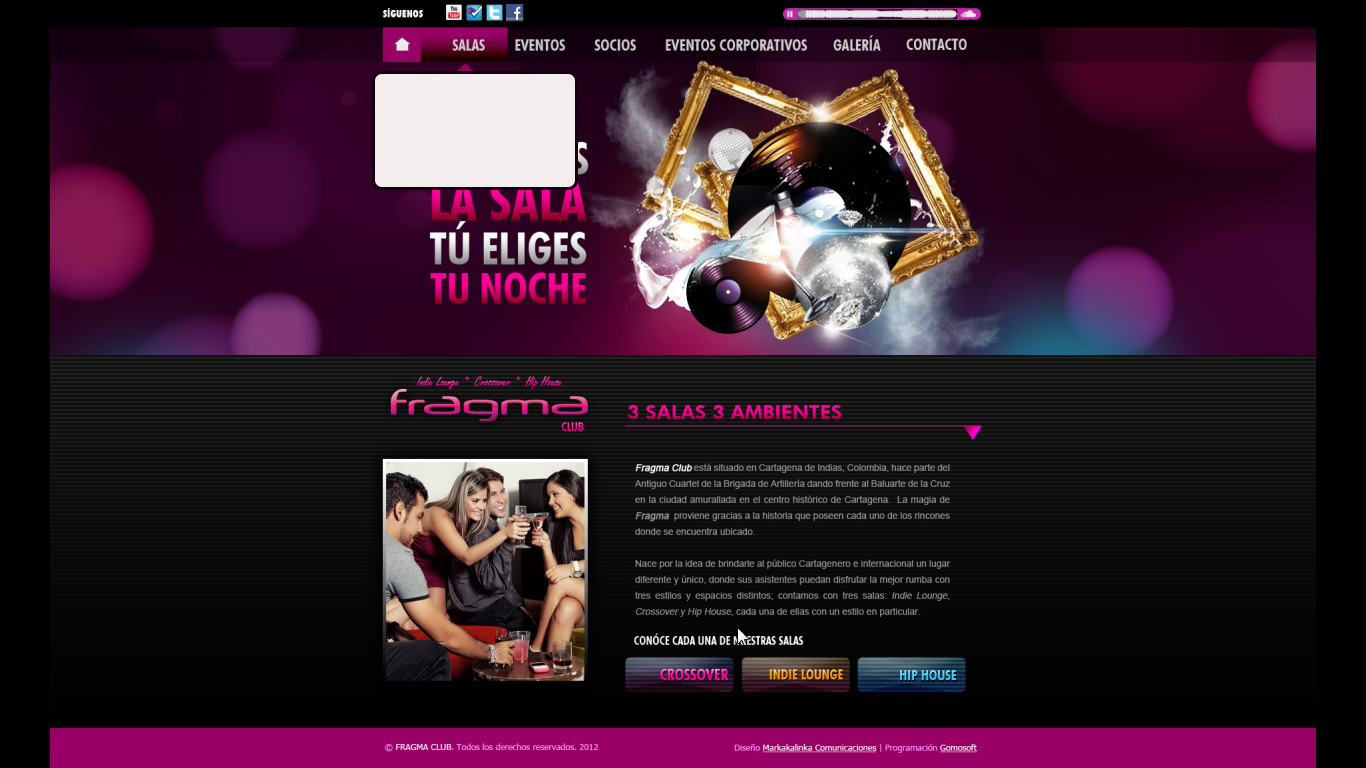 SÍGUENOS
You
Tube
SALAS
EVENTOS
SOCIOS
EVENTOS CORPORATIVOS
GALERÍA
CONTACTO
LA SALA
TÚ ELIGES
TU NOCHE
Indie Lounge * Crossover * Hip House
fragma
CLUB
3 SALAS 3 AMBIENTES
Fragma Club está situado en Cartagena de Indias, Colombia, hace parte del
Antiguo Cuartel de la Brigada de Artillería dando frente al Baluarte de la Cruz
en la ciudad amurallada en el centro histórico de Cartagena. La magia de
Fragma proviene gracias a la historia que poseen cada uno de los rincones
donde se encuentra ubicado.
Nace por la idea de brindarle al público Cartagenero e internacional un lugar
diferente y único, donde sus asistentes puedan disfrutar la mejor rumba con
tres estilos y espacios distintos; contamos con tres salas: Indie Lounge,
Crossover y Hip House, cada una de ellas con un estilo en particular.
CONÓCE CADA UNA DE NUESTRAS SALAS
CROSSOVER
INDIE LOUNGE
HIP HOUSE
© FRAGMA CLUB. Todos los derechos reservados. 2012
Diseño Markakalinka Comunicaciones | Programación Gomosoft